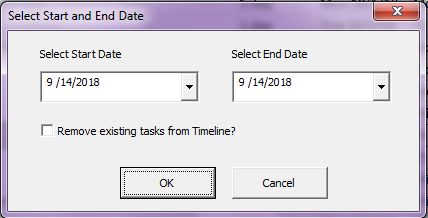 Select Start and End Date
Select Start Date Select End Date
9 /14/2018 9 /14/2018
Remove existing tasks from Timeline?
OK Cancel